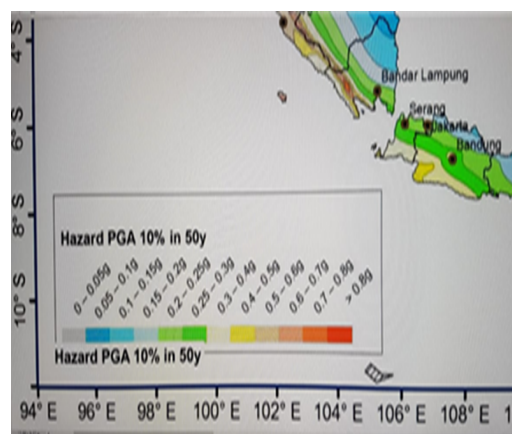 4° S
Bandar Lampung
Serang
Jakarta
6° S
Bandung
8° S
Hazard PGA 10% in 50y
0 – 0.05g
0.05 – 0.1g
0.1 – 0.15g
0.15 – 0.2g
0.2 – 0.25g
0.25 – 0.3g
0.3 – 0.4g
0.4 – 0.5g
0.5 – 0.6g
0.6 – 0.7g
0.7 – 0.8g
> 0.8g
10° S
Hazard PGA 10% in 50y
94° E 96° E 98° E 100° E 102° E 104° E 106° E 108° E 1